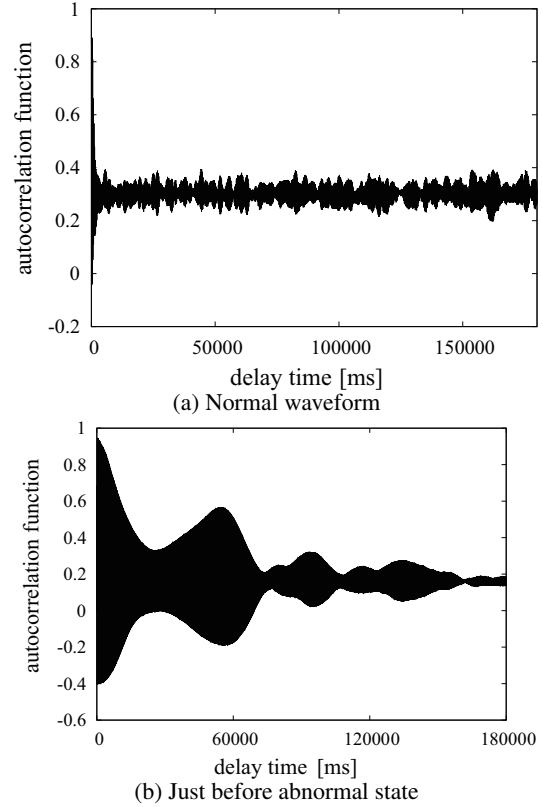 1
0.8
0.6
0.4
0.2
0
-0.2
autocorrelation function
0 50000 100000 150000
delay time [ms]
(a) Normal waveform
1
0.8
0.6
0.4
0.2
0
-0.2
-0.4
-0.6
autocorrelation function
0 60000 120000 180000
delay time [ms]
(b) Just before abnormal state